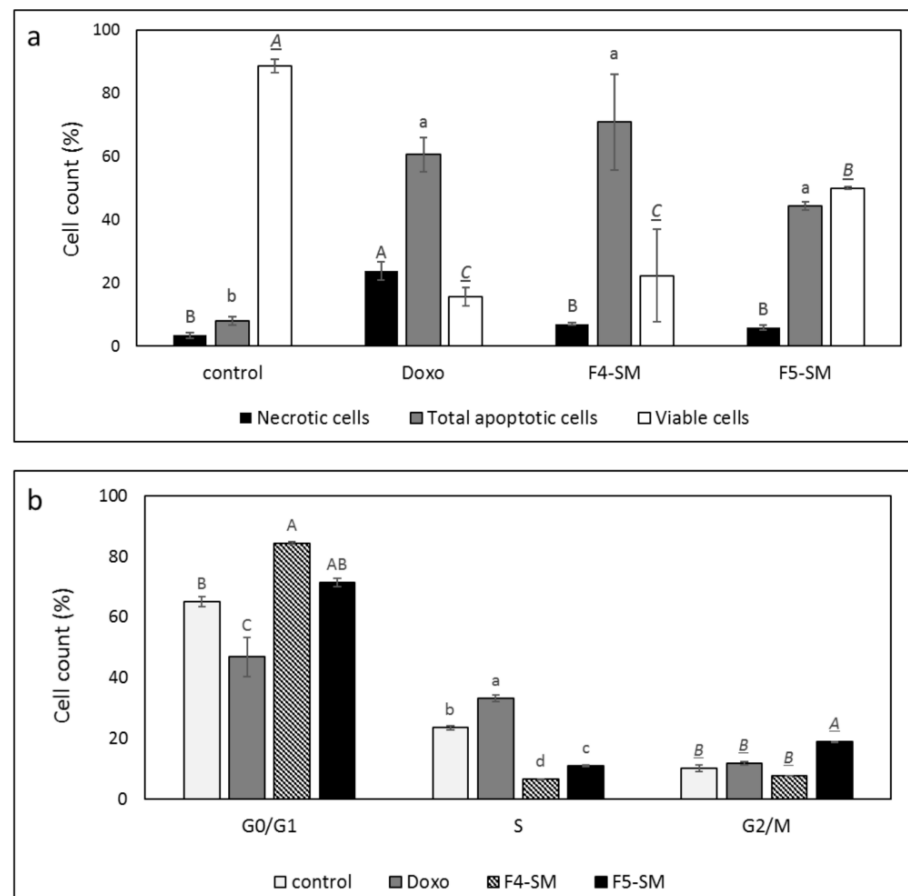 a
Cell count (%)
100
80
60
40
20
0
B
b
A
A
a
C
B
a
C
B
a
B
control
Doxo
F4-SM
F5-SM
Necrotic cells
Total apoptotic cells
Viable cells
b
Cell count (%)
100
80
60
40
20
0
B
C
A
AB
b
a
d
c
B
B
B
A
G0/G1
S
G2/M
control
Doxo
F4-SM
F5-SM